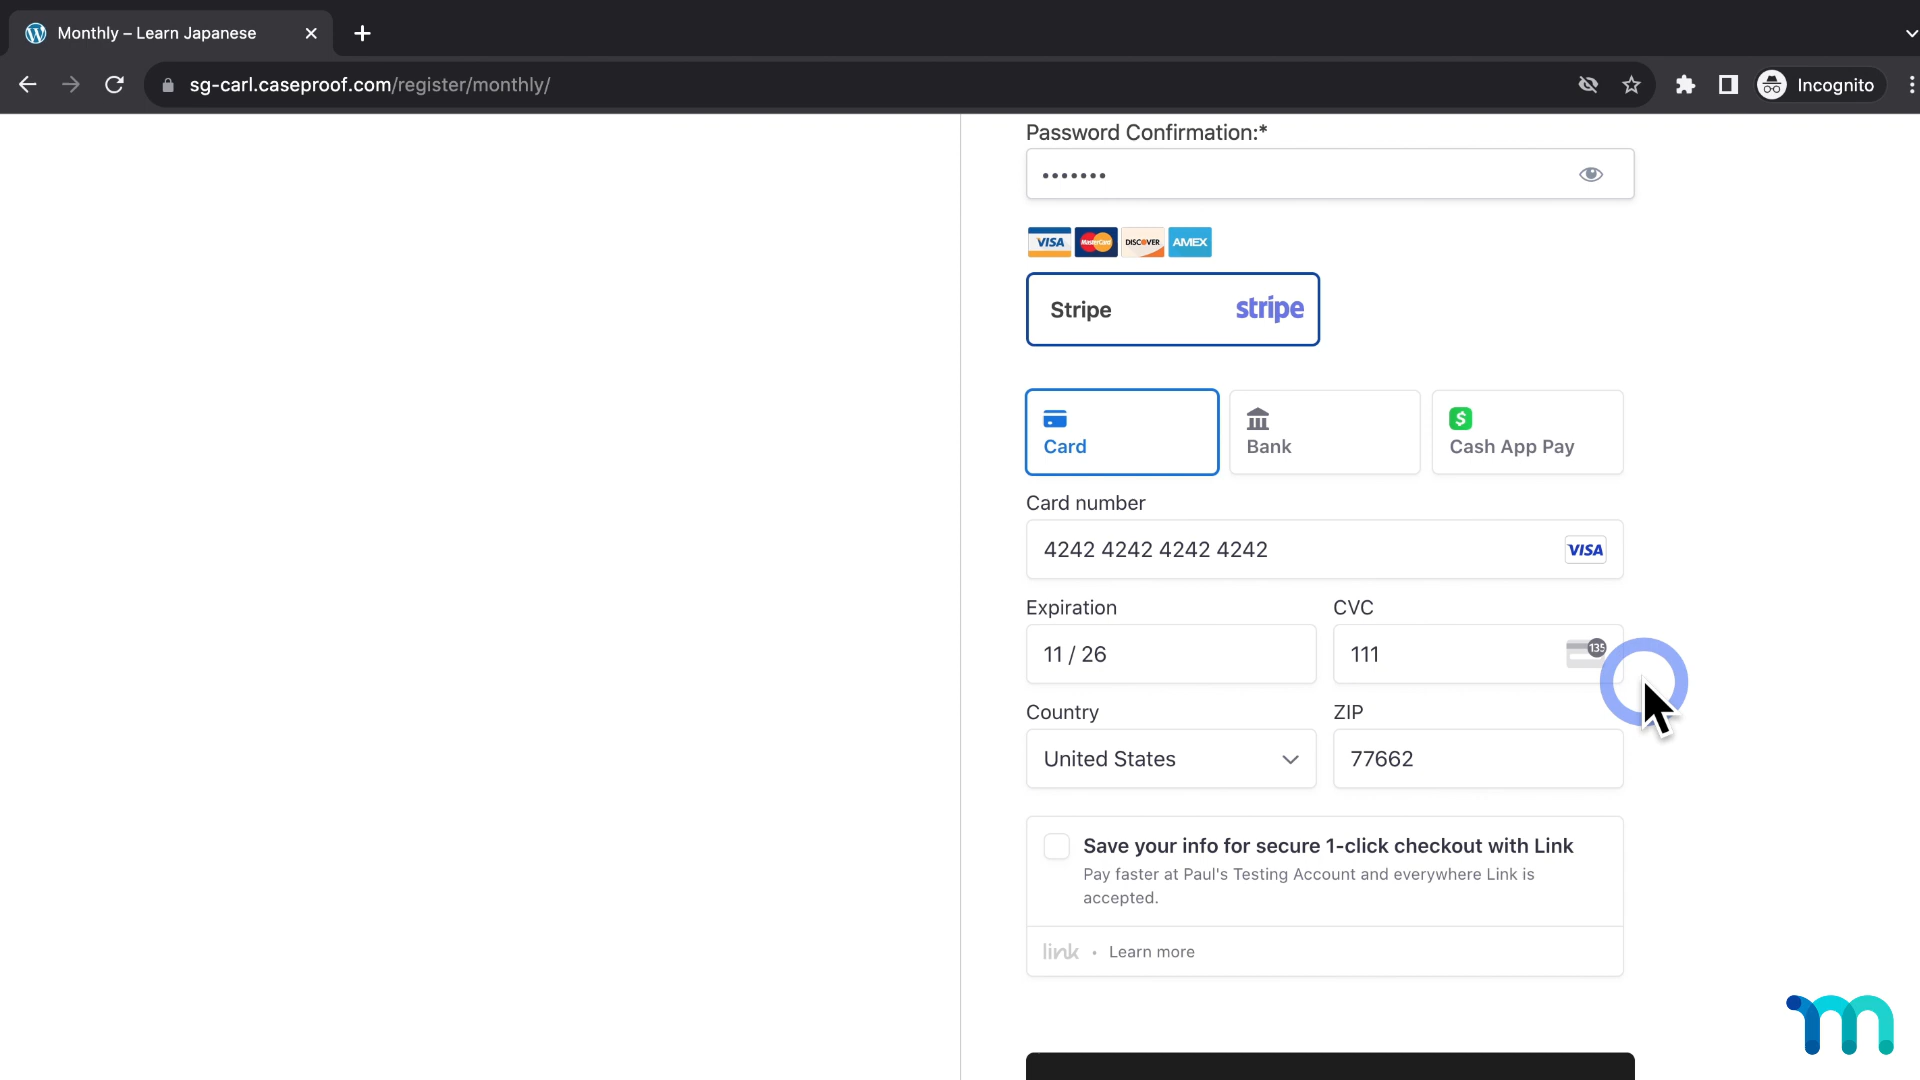 Monthly – Learn Japanese
sg-carl.caseproof.com/register/monthly/
Incognito
Password Confirmation:*
VISA MasterCard DISCOVER AMEX
Stripe stripe
Card
Bank
Cash App Pay
Card number
4242 4242 4242 4242 VISA
Expiration
CVC
11 / 26
111
135
Country
ZIP
United States
77662
Save your info for secure 1-click checkout with Link
Pay faster at Paul's Testing Account and everywhere Link is
accepted.
link • Learn more